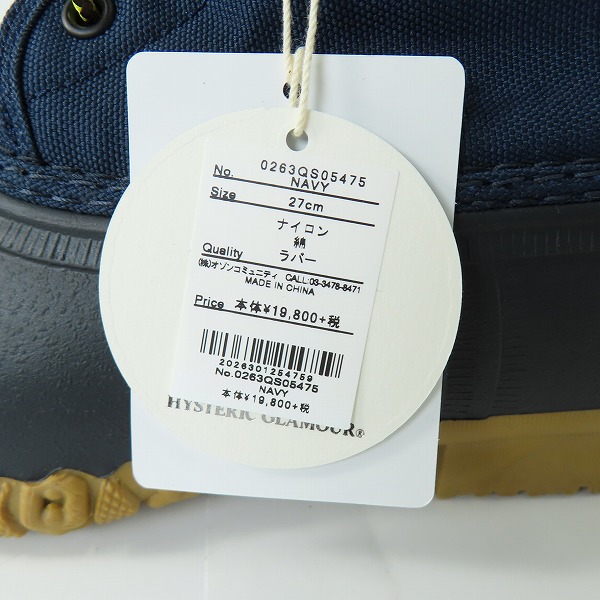 No. 0263QS05475
NAVY
Size 27cm
ナイロン
綿
Quality ラバー
(株)オゾンコミュニティ CALL:03-3478-8471
MADE IN CHINA
Price 本体¥19,800+税
2026301254759
No.0263QS05475
NAVY
本体¥19,800+税
HYSTERIC GLAMOUR®